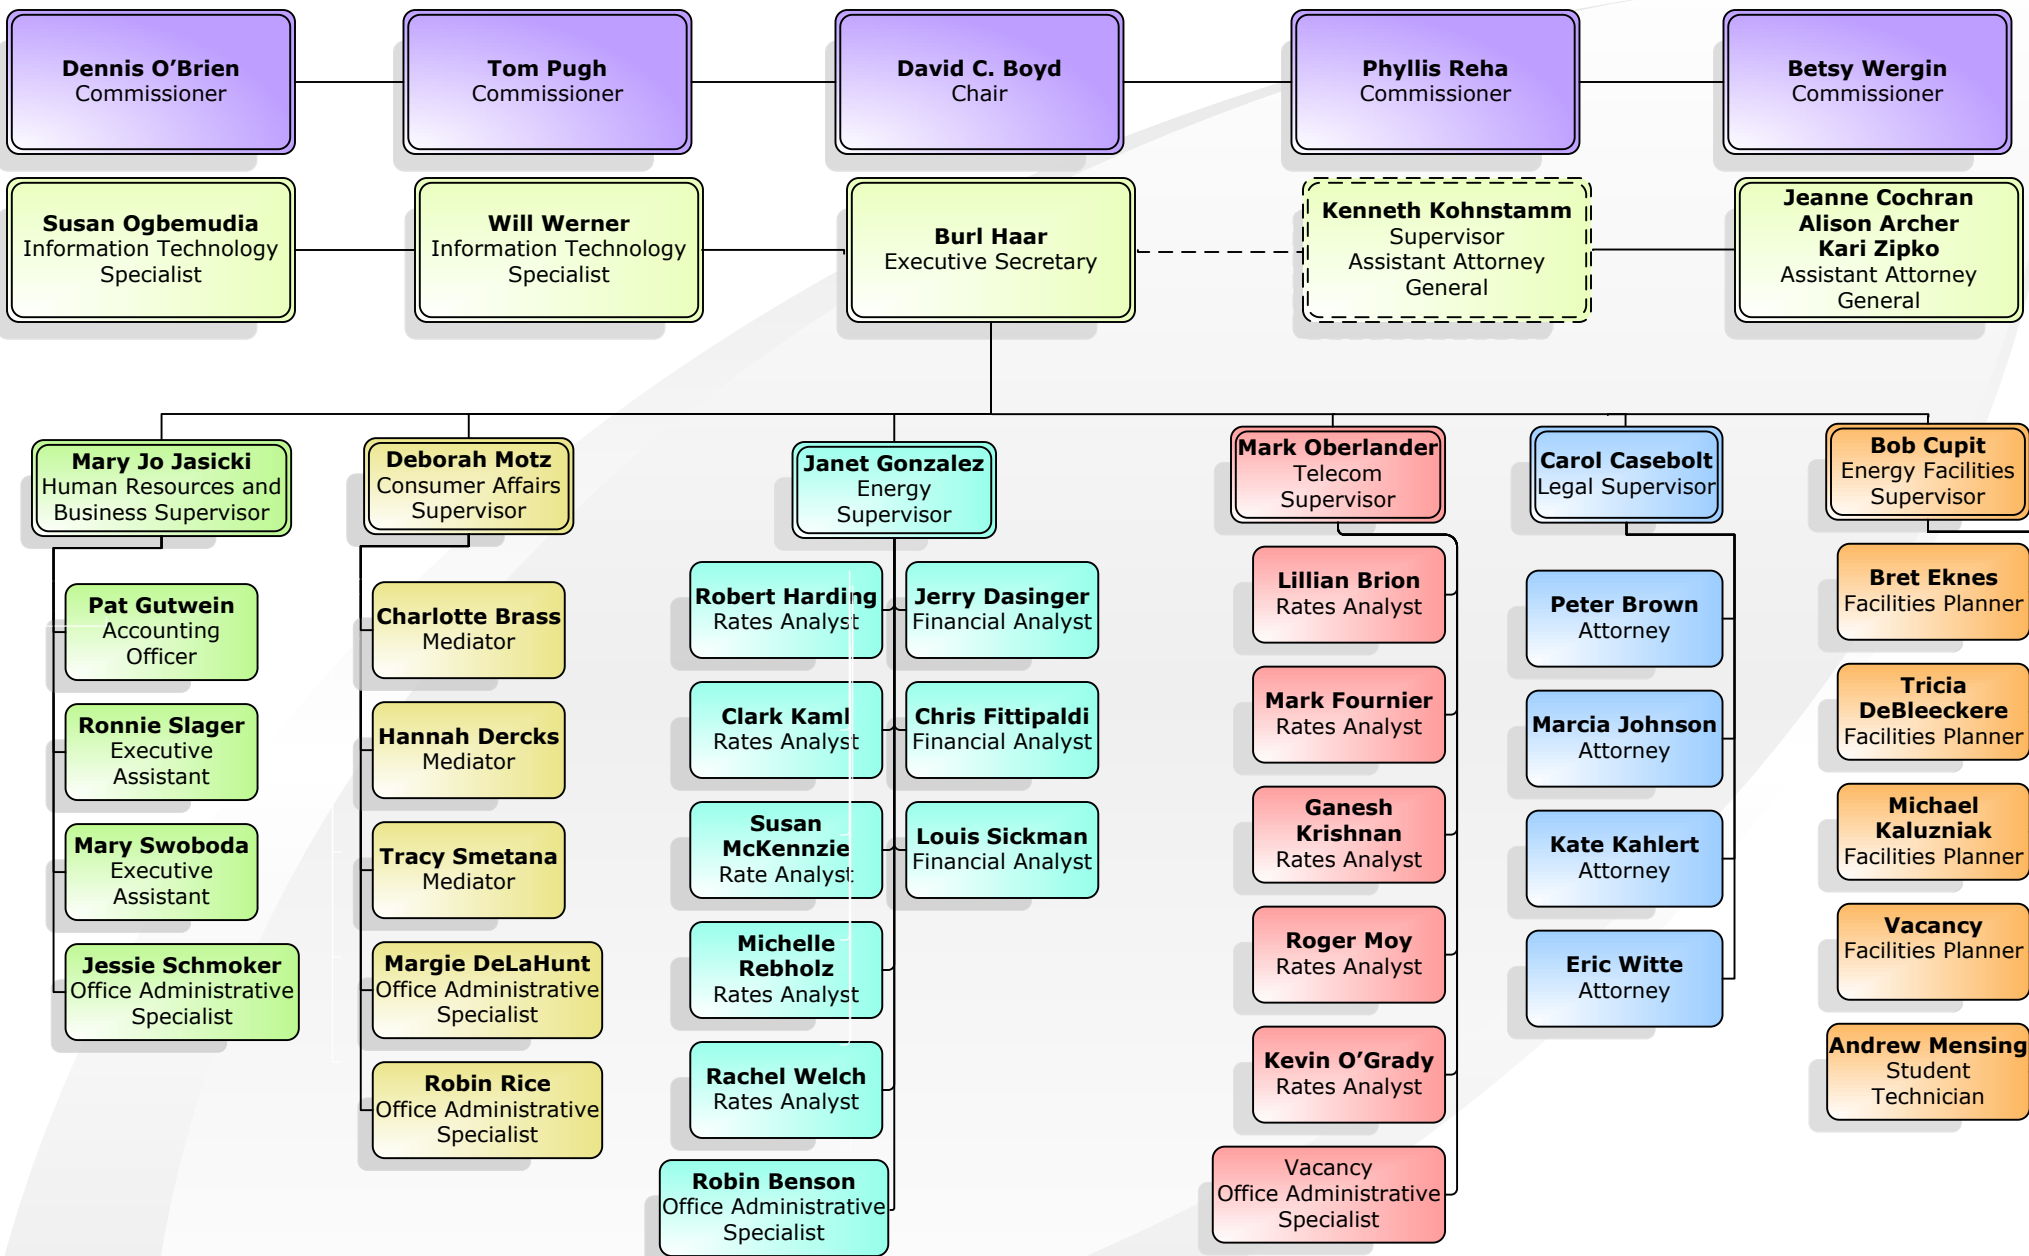 Dennis O’Brien
Commissioner
Tom Pugh
Commissioner
David C. Boyd
Chair
Phyllis Reha
Commissioner
Betsy Wergin
Commissioner
Susan Ogbemudia
Information Technology
Specialist
Will Werner
Information Technology
Specialist
Burl Haar
Executive Secretary
Kenneth Kohnstamm
Supervisor
Assistant Attorney
General
Jeanne Cochran
Alison Archer
Kari Zipko
Assistant Attorney
General
Mary Jo Jasicki
Human Resources and
Business Supervisor
Pat Gutwein
Accounting
Officer
Ronnie Slager
Executive
Assistant
Mary Swoboda
Executive
Assistant
Jessie Schmoker
Office Administrative
Specialist
Deborah Motz
Consumer Affairs
Supervisor
Charlotte Brass
Mediator
Hannah Dercks
Mediator
Tracy Smetana
Mediator
Margie DeLaHunt
Office Administrative
Specialist
Robin Rice
Office Administrative
Specialist
Janet Gonzalez
Energy
Supervisor
Robert Harding
Rates Analyst
Clark Kaml
Rates Analyst
Susan
McKennzie
Rate Analyst
Michelle
Rebholz
Rates Analyst
Rachel Welch
Rates Analyst
Robin Benson
Office Administrative
Specialist
Jerry Dasinger
Financial Analyst
Chris Fittipaldi
Financial Analyst
Louis Sickman
Financial Analyst
Mark Oberlander
Telecom
Supervisor
Lillian Brion
Rates Analyst
Mark Fournier
Rates Analyst
Ganesh
Krishnan
Rates Analyst
Roger Moy
Rates Analyst
Kevin O’Grady
Rates Analyst
Vacancy
Office Administrative
Specialist
Carol Casebolt
Legal Supervisor
Peter Brown
Attorney
Marcia Johnson
Attorney
Kate Kahlert
Attorney
Eric Witte
Attorney
Bob Cupit
Energy Facilities
Supervisor
Bret Eknes
Facilities Planner
Tricia
DeBleeckere
Facilities Planner
Michael
Kaluzniak
Facilities Planner
Vacancy
Facilities Planner
Andrew Mensing
Student
Technician